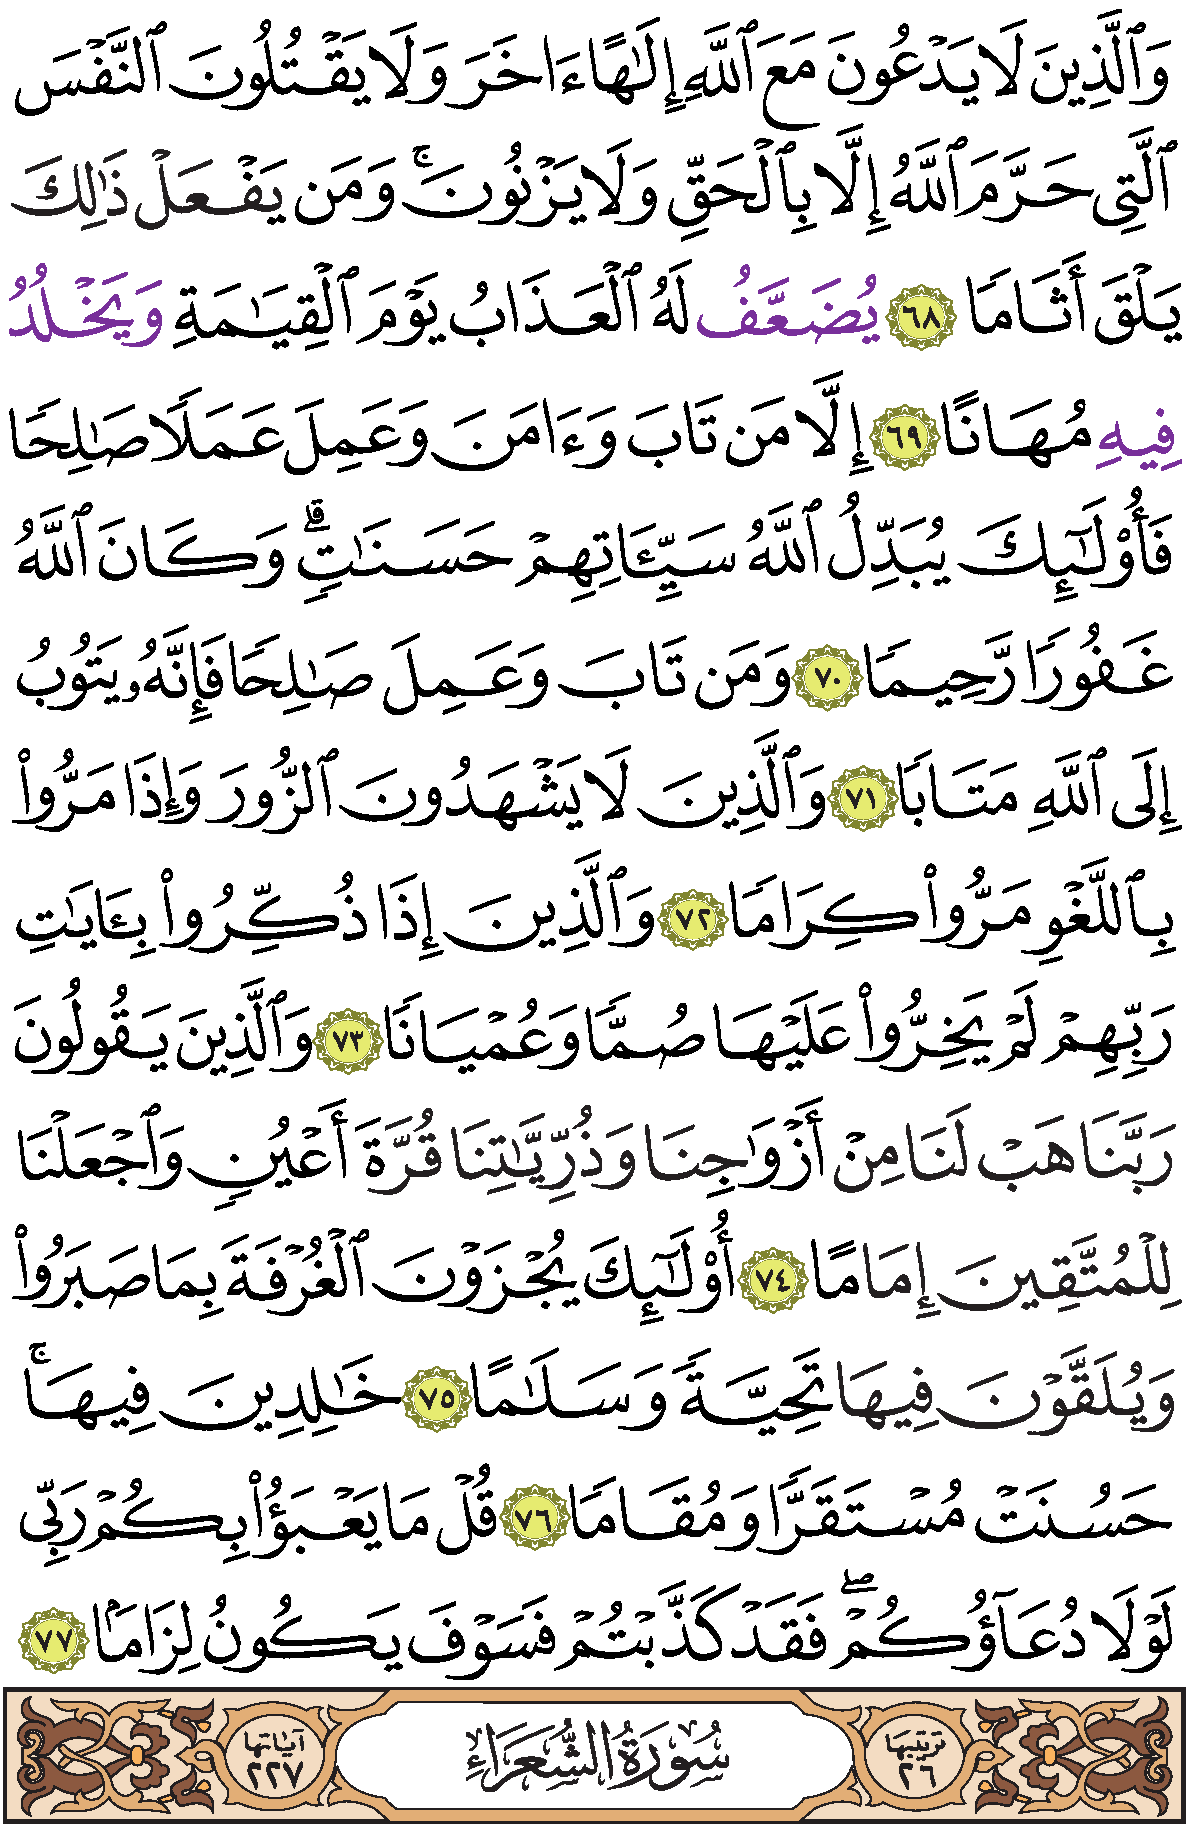 وَٱلَّذِينَ لَا يَدْعُونَ مَعَ ٱللَّهِ إِلَٰهًا ءَاخَرَ وَلَا يَقْتُلُونَ ٱلنَّفْسَ
ٱلَّتِى حَرَّمَ ٱللَّهُ إِلَّا بِٱلْحَقِّ وَلَا يَزْنُونَ ۚ وَمَن يَفْعَلْ ذَٰلِكَ
يَلْقَ أَثَامًا ٦٨ يُضَعَّفُ لَهُ ٱلْعَذَابُ يَوْمَ ٱلْقِيَٰمَةِ وَيَخْلُدُ
فِيهِ مُهَانًا ٦٩ إِلَّا مَن تَابَ وَءَامَنَ وَعَمِلَ عَمَلًا صَٰلِحًا
فَأُوْلَٰٓئِكَ يُبَدِّلُ ٱللَّهُ سَيِّـَٔاتِهِمْ حَسَنَٰتٍ ۗ وَكَانَ ٱللَّهُ
غَفُورًا رَّحِيمًا ٧٠ وَمَن تَابَ وَعَمِلَ صَٰلِحًا فَإِنَّهُۥ يَتُوبُ
إِلَى ٱللَّهِ مَتَابًا ٧١ وَٱلَّذِينَ لَا يَشْهَدُونَ ٱلزُّورَ وَإِذَا مَرُّوا۟
بِٱللَّغْوِ مَرُّوا۟ كِرَامًا ٧٢ وَٱلَّذِينَ إِذَا ذُكِّرُوا۟ بِـَٔايَٰتِ
رَبِّهِمْ لَمْ يَخِرُّوا۟ عَلَيْهَا صُمًّا وَعُمْيَانًا ٧٣ وَٱلَّذِينَ يَقُولُونَ
رَبَّنَا هَبْ لَنَا مِنْ أَزْوَٰجِنَا وَذُرِّيَّٰتِنَا قُرَّةَ أَعْيُنٍ وَٱجْعَلْنَا
لِلْمُتَّقِينَ إِمَامًا ٧٤ أُوْلَٰٓئِكَ يُجْزَوْنَ ٱلْغُرْفَةَ بِمَا صَبَرُوا۟
وَيُلَقَّوْنَ فِيهَا تَحِيَّةً وَسَلَٰمًا ٧٥ خَٰلِدِينَ فِيهَا ۚ
حَسُنَتْ مُسْتَقَرًّا وَمُقَامًا ٧٦ قُلْ مَا يَعْبَؤُا۟ بِكُمْ رَبِّى
لَوْلَا دُعَآؤُكُمْ ۖ فَقَدْ كَذَّبْتُمْ فَسَوْفَ يَكُونُ لِزَامًۢا ٧٧
ترتيبها ٢٦ سُورَةُ الشُّعَرَاءِ آياتها ٢٢٧